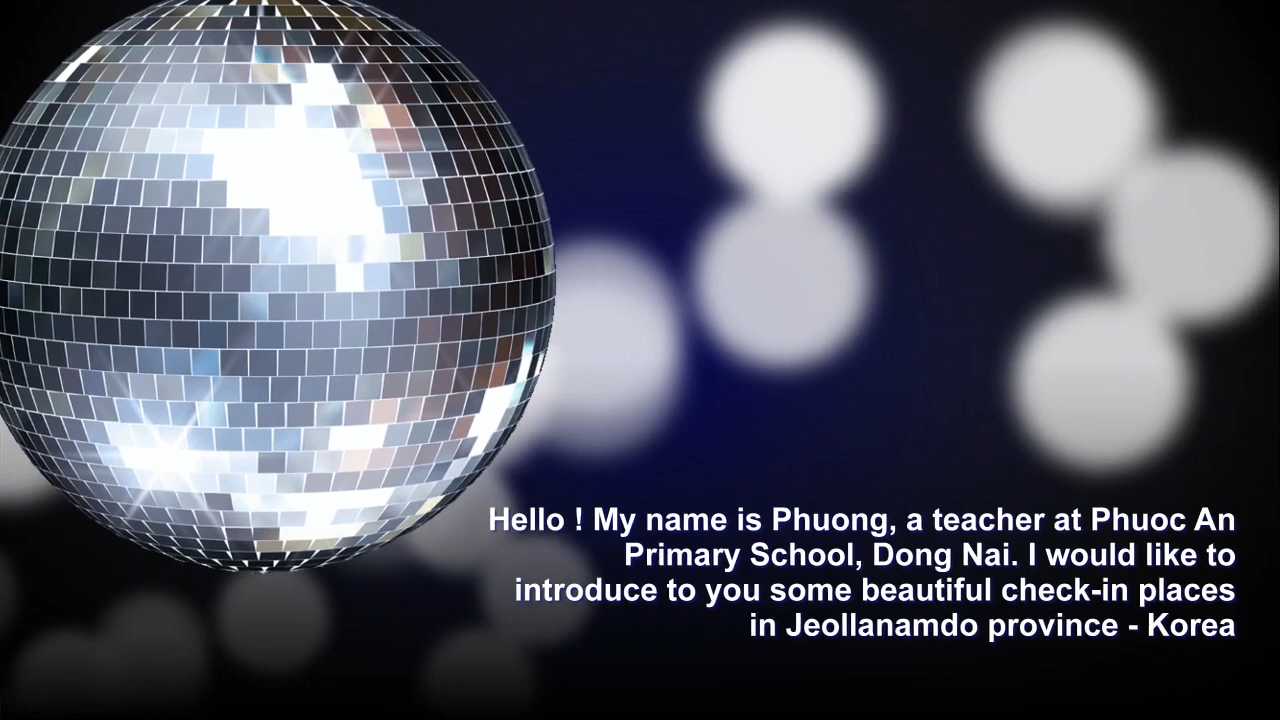 Hello ! My name is Phuong, a teacher at Phuoc An
Primary School, Dong Nai. I would like to
introduce to you some beautiful check-in places
in Jeollanamdo province - Korea